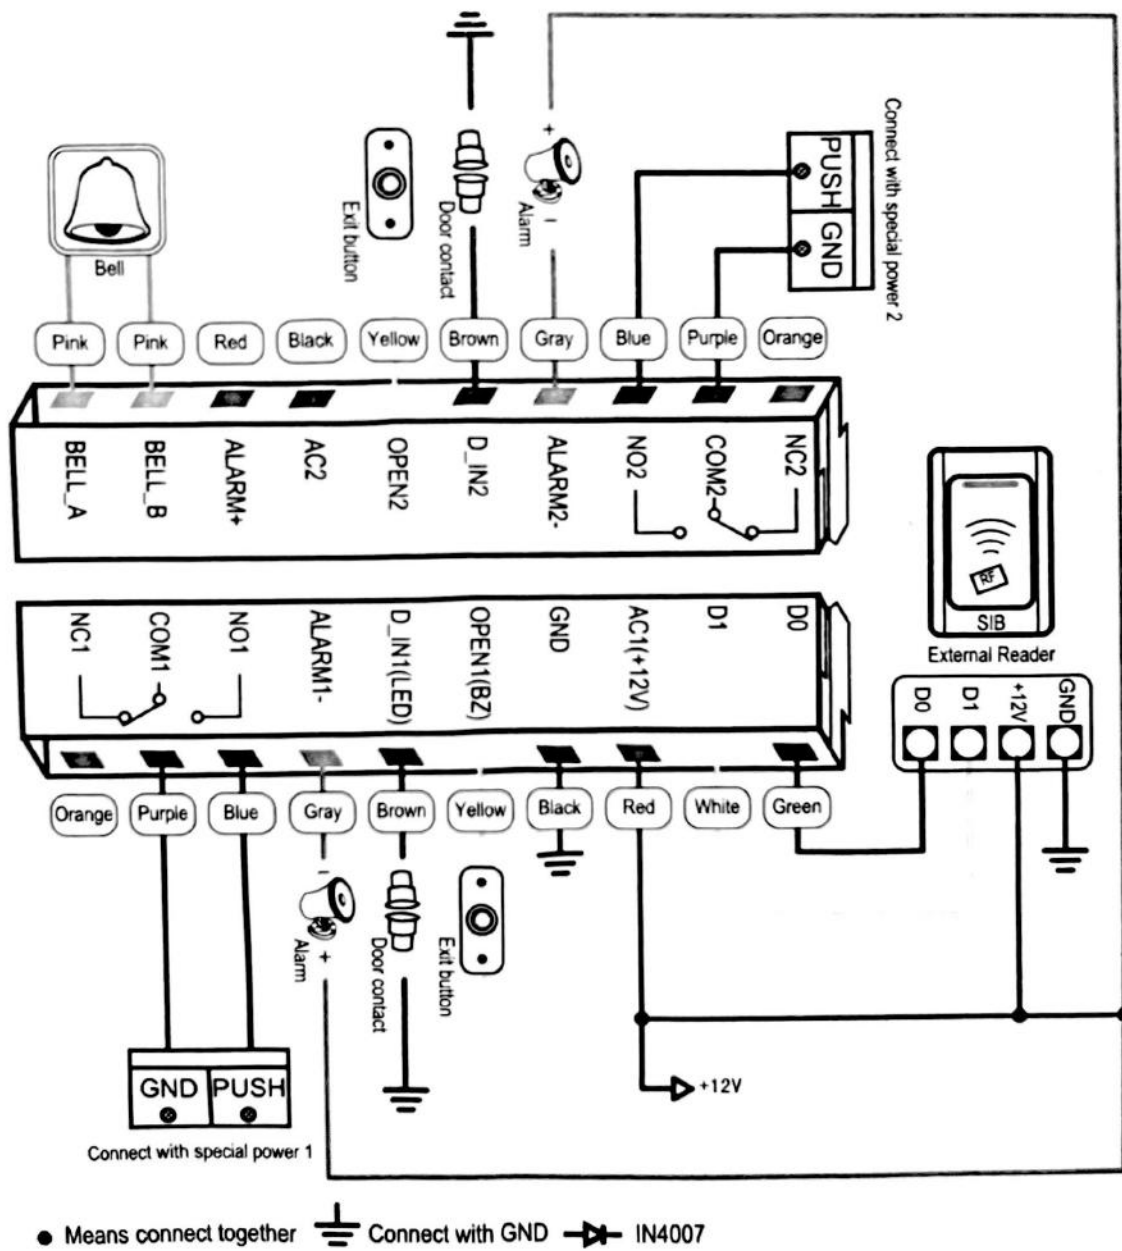 Connect with special power 2
PUSH GND
+
Alarm
-
Door contact
Exit button
Bell
Pink Pink Red Black Yellow Brown Gray Blue Purple Orange
BELL_A BELL_B ALARM+ AC2 OPEN2 D_IN2 ALARM2- NO2 COM2 NC2
NC1 COM1 NO1 ALARM1- D_IN1(LED) OPEN1(BZ) GND AC1(+12V) D1 D0
RF
SIB
External Reader
D0 D1 +12V GND
Orange Purple Blue Gray Brown Yellow Black Red White Green
-
Alarm
+
Door contact
Exit button
GND PUSH
Connect with special power 1
+12V
Means connect together Connect with GND IN4007